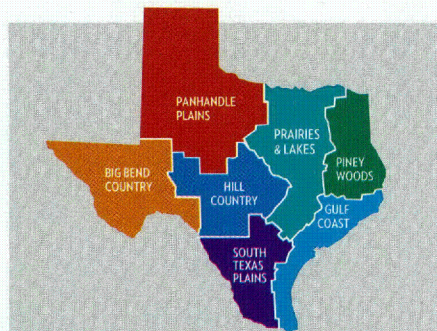 PANHANDLE
PLAINS
PRAIRIES
& LAKES
PINEY
WOODS
BIG BEND
COUNTRY
HILL
COUNTRY
GULF
COAST
SOUTH
TEXAS
PLAINS